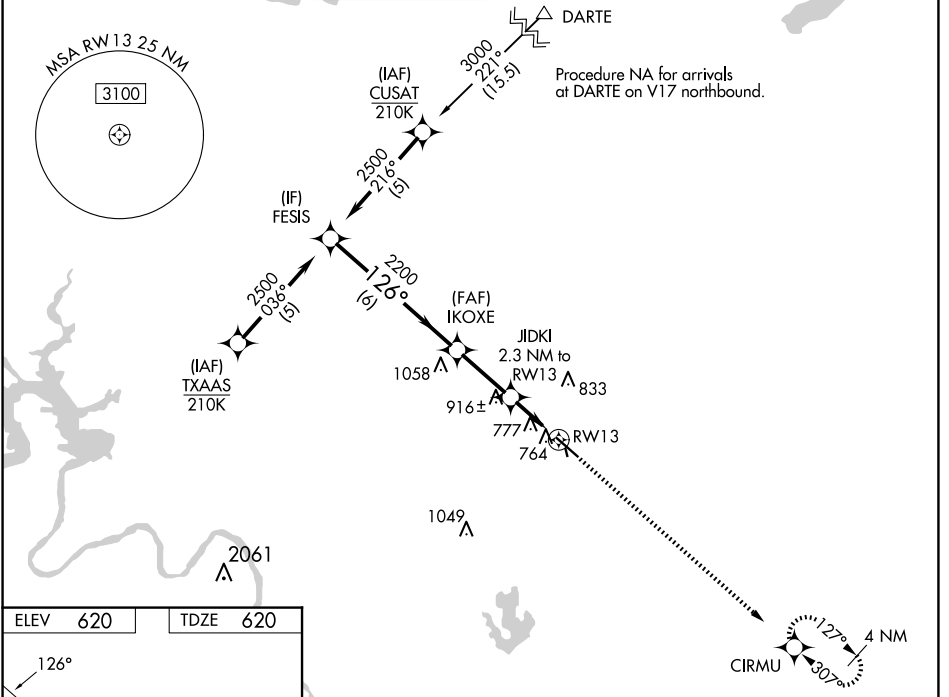 DARTE
MSA RW13 25 NM
3100
3000
221°
(15.5)
Procedure NA for arrivals
at DARTE on V17 northbound.
(IAF)
CUSAT
210K
2500
216°
(5)
(IF)
FESIS
2500
036°
(5)
2200
126°
(6)
(FAF)
IKOXE
(IAF)
TXAAS
210K
JIDKI
2.3 NM to
RW13
1058
833
916±
777
764
RW13
1049
2061
ELEV 620
TDZE 620
126°
CIRMU
127°
307°
4 NM